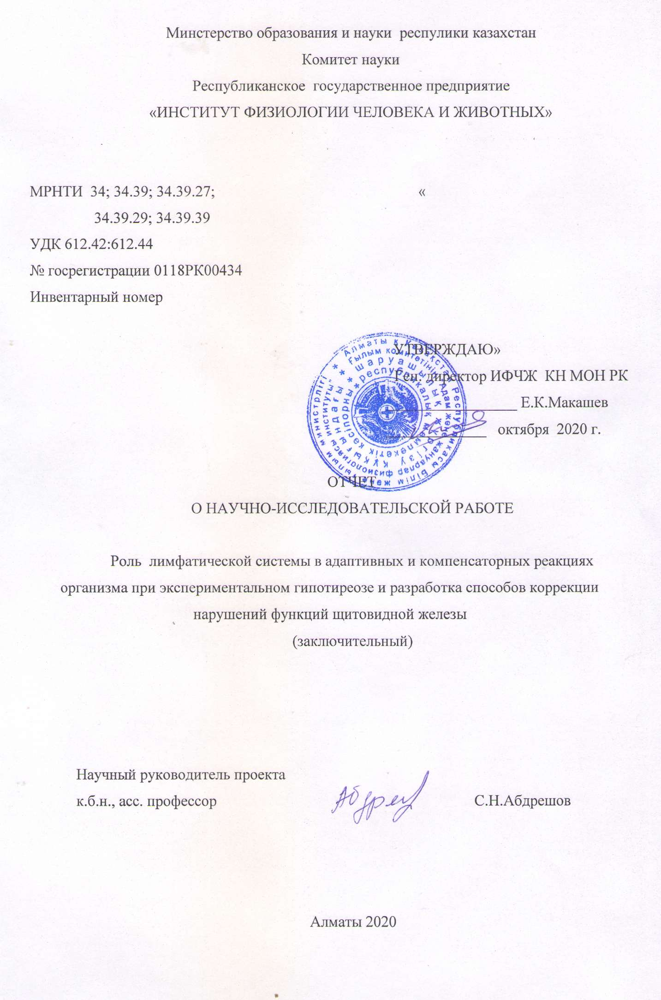 Минстерство образования и науки респулики казахстан
Комитет науки
Республиканское государственное предприятие
«ИНСТИТУТ ФИЗИОЛОГИИ ЧЕЛОВЕКА И ЖИВОТНЫХ»
МРНТИ 34; 34.39; 34.39.27; «
34.39.29; 34.39.39
УДК 612.42:612.44
№ госрегистрации 0118РК00434
Инвентарный номер
УТВЕРЖДАЮ»
Ген. директор ИФЧЖ КН МОН РК
Е.К.Макашев
октября 2020 г.
Алматы қ Қазақстан Республикасы Білім және ғылым министрлігі
Ғылым комитетінің "Адам және жануарлар физиологиясы институты"
шаруашылық жүргізу құқығындағы
республикалық мемлекеттік кәсіпорны
ОТЧЕТ
О НАУЧНО-ИССЛЕДОВАТЕЛЬСКОЙ РАБОТЕ
Роль лимфатической системы в адаптивных и компенсаторных реакциях
организма при экспериментальном гипотиреозе и разработка способов коррекции
нарушений функций щитовидной железы
(заключительный)
Научный руководитель проекта
к.б.н., асс. профессор С.Н.Абдрешов
Алматы 2020